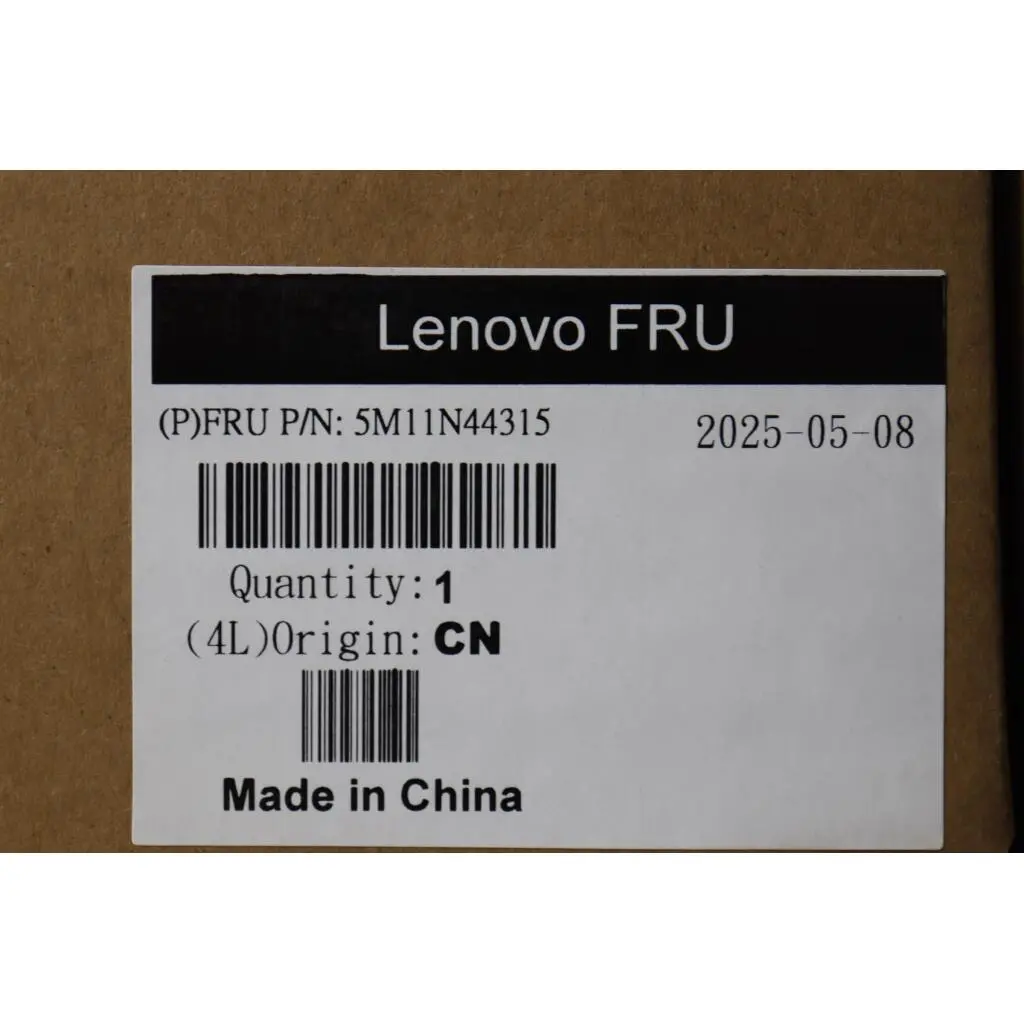 Lenovo FRU
(P)FRU P/N: 5M11N44315
2025-05-08
Quantity: 1
(4L)Origin: CN
Made in China